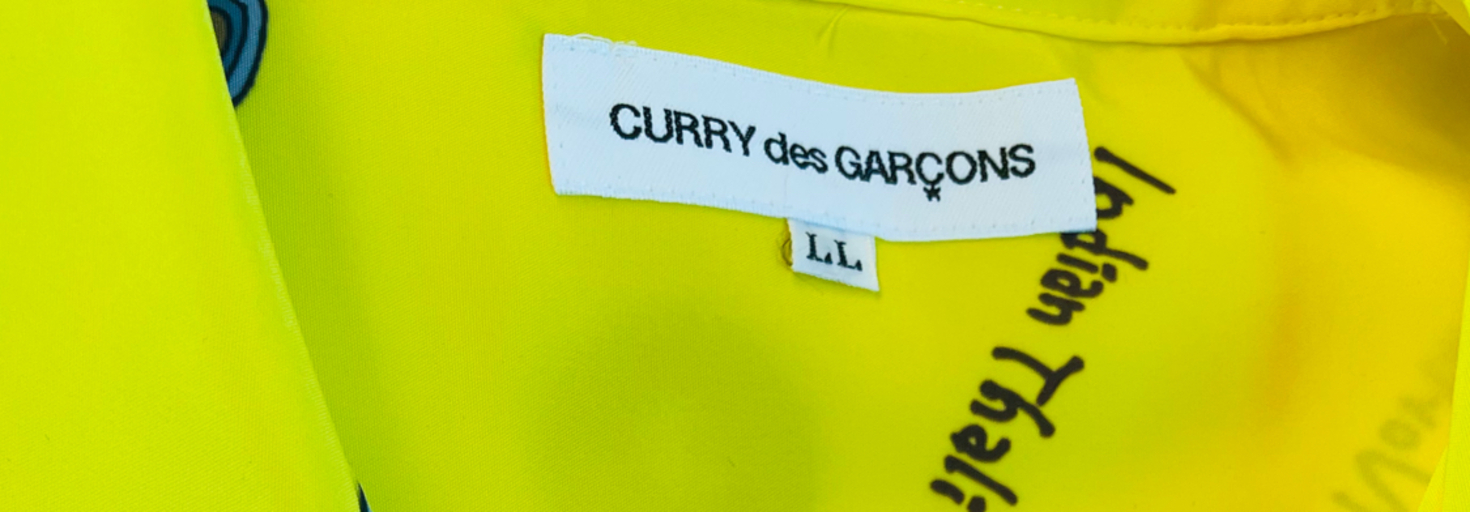 CURRY des GARÇONS
LL
Indian Thali